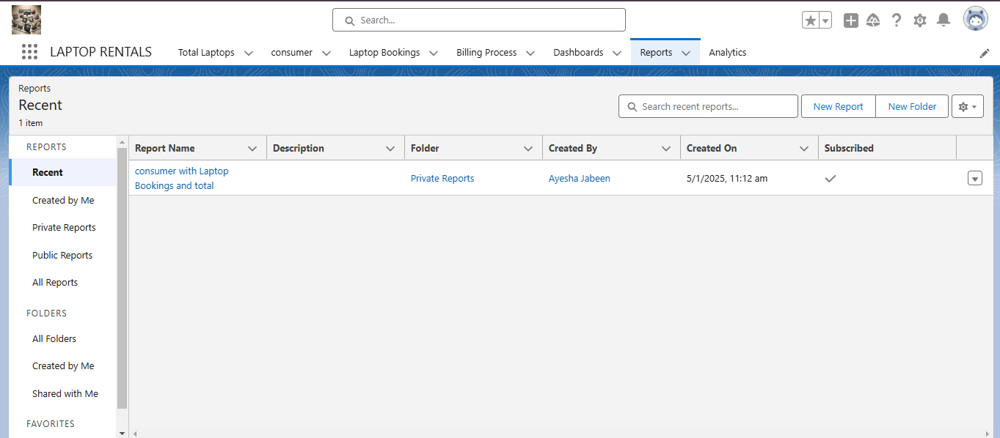 Search...
LAPTOP RENTALS
Total Laptops
consumer
Laptop Bookings
Billing Process
Dashboards
Reports
Analytics
Reports
Recent
1 item
Search recent reports...
New Report
New Folder
REPORTS
Recent
Created by Me
Private Reports
Public Reports
All Reports
FOLDERS
All Folders
Created by Me
Shared with Me
FAVORITES
Report Name
Description
Folder
Created By
Created On
Subscribed
consumer with Laptop
Bookings and total
Private Reports
Ayesha Jabeen
5/1/2025, 11:12 am